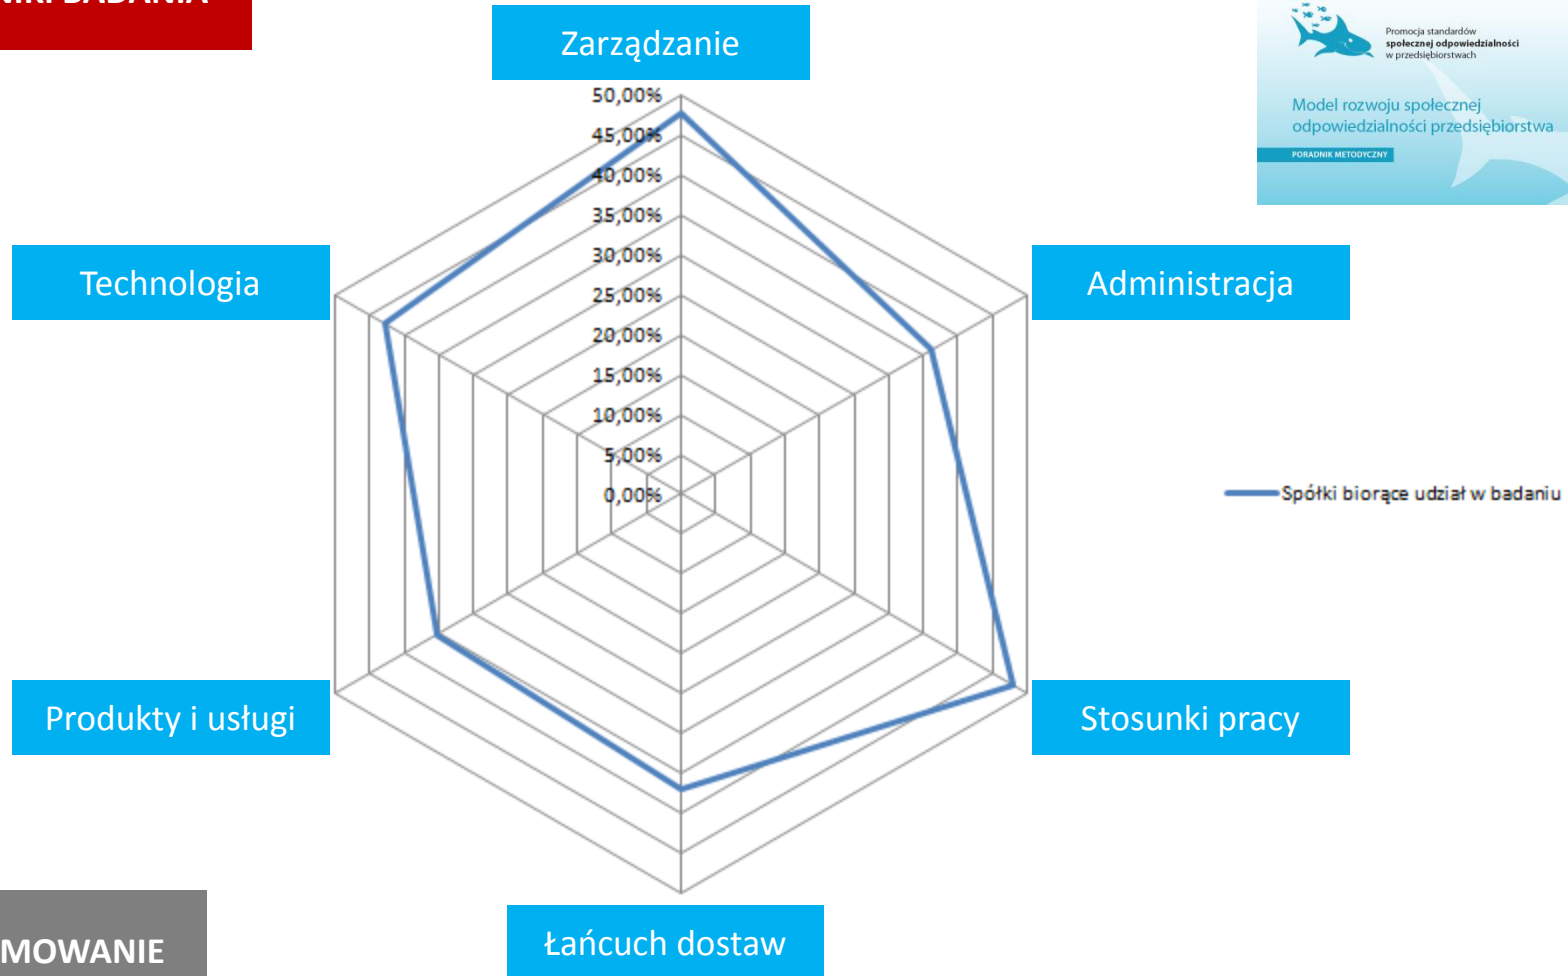 BADANIA
Zarządzanie
Promocja standardów
społecznej odpowiedzialności
w przedsiębiorstwach
Model rozwoju społecznej
odpowiedzialności przedsiębiorstwa
PORADNIK METODYCZNY
50,00%
45,00%
40,00%
35,00%
30,00%
25,00%
20,00%
15,00%
10,00%
5,00%
0,00%
Technologia
Administracja
Spółki biorące udział w badaniu
Produkty i usługi
Stosunki pracy
Łańcuch dostaw
MOWANIE